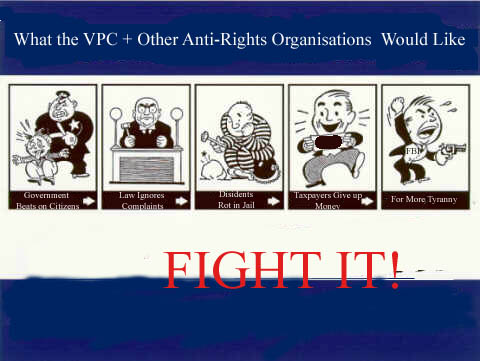 What the VPC + Other Anti-Rights Organisations Would Like
FBI
Government
Beats on Citizens
Law Ignores
Complaints
Disidents
Rot in Jail
Taxpayers Give up
Money
For More Tyranny
FIGHT IT!